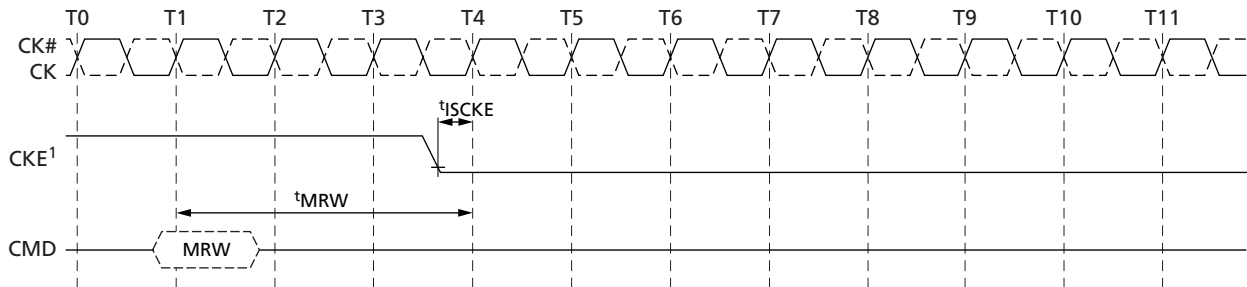 T0 T1 T2 T3 T4 T5 T6 T7 T8 T9 T10 T11
CK#
CK
tISCKE
CKE1
tMRW
CMD MRW